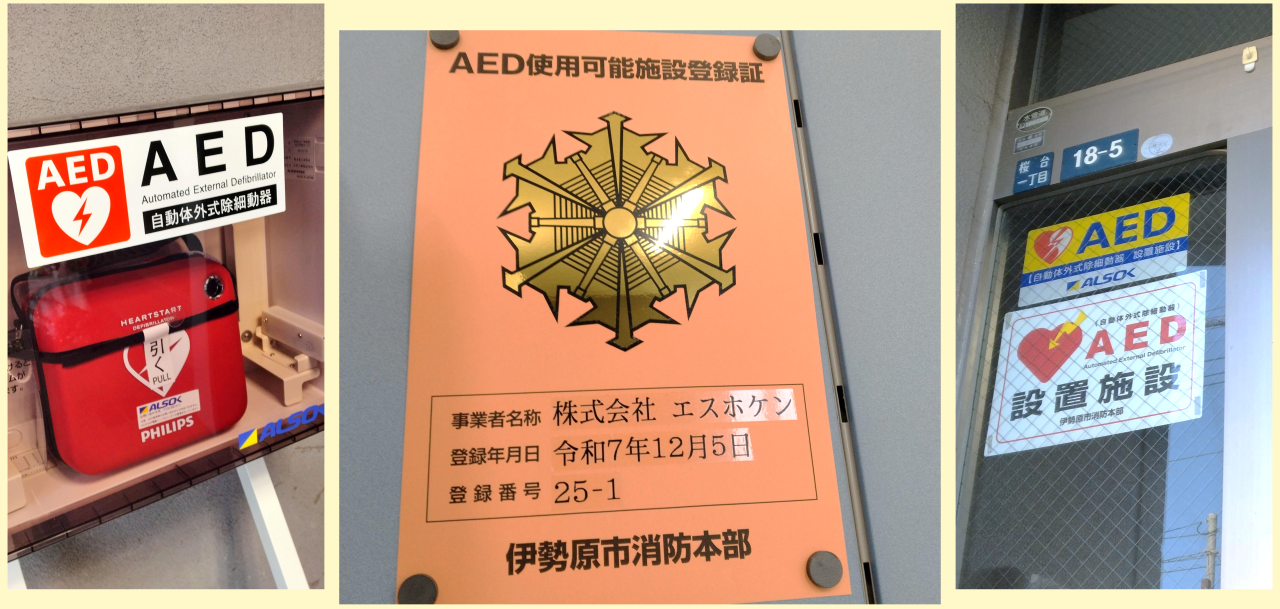 AED
AED
Automated External Defibrillator
自動体外式除細動器
HEARTSTART
DEFIBRILLATOR
引く
PULL
ALSOK
PHILIPS
ALSOK
AED使用可能施設登録証
事業者名称 株式会社 エスホケン
登録年月日 令和7年12月5日
登録番号 25-1
伊勢原市消防本部
桜台
一丁目
18-5
AED
【自動体外式除細動器/設置施設】
ALSOK
(自動体外式除細動器)
AED
Automated External Defibrillator
設置施設
伊勢原市消防本部